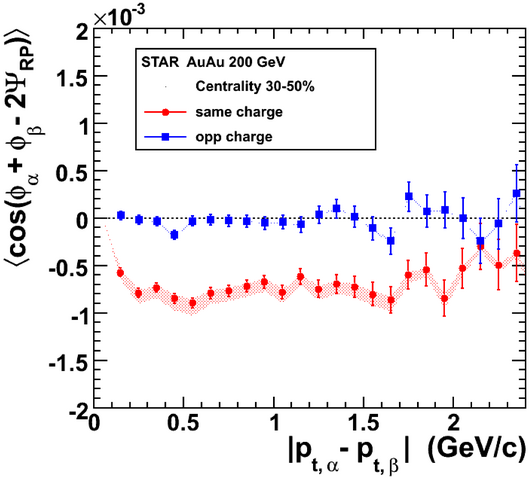 ×10⁻³
⟨cos(ϕα + ϕβ - 2ΨRP)⟩
2
1.5
1
0.5
0
-0.5
-1
-1.5
-2
STAR AuAu 200 GeV
Centrality 30-50%
same charge
opp charge
0 0.5 1 1.5 2
|pt, α - pt, β| (GeV/c)